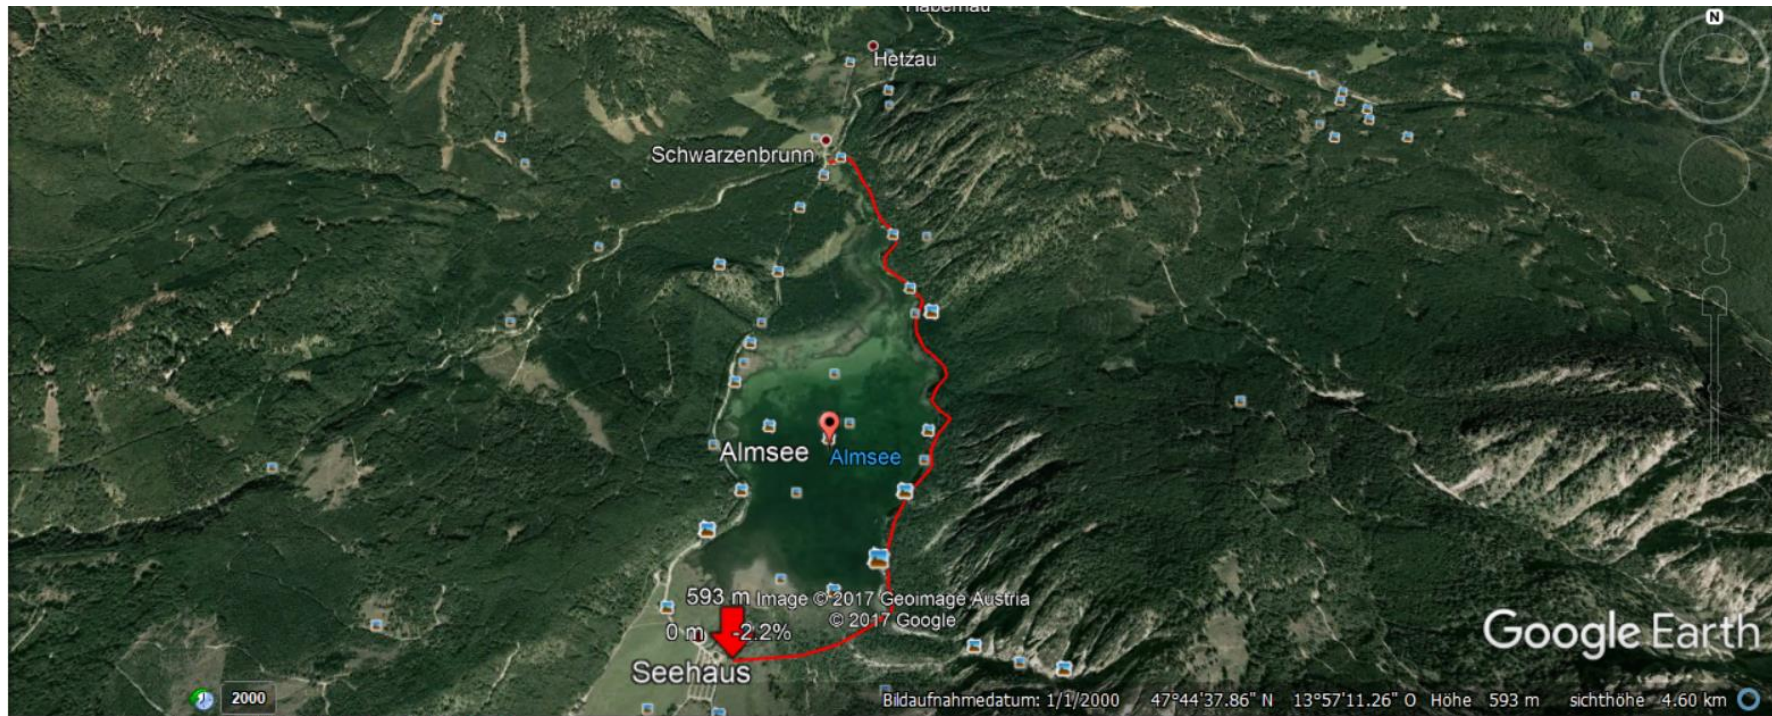 Habernau
N
Hetzau
Schwarzenbrunn
Almsee
Almsee
593 m
Image © 2017 Geoimage Austria
© 2017 Google
0 m -2.2%
Seehaus
Google Earth
2000
Bildaufnahmedatum: 1/1/2000 47°44'37.86" N 13°57'11.26" O Höhe 593 m sichthöhe 4.60 km